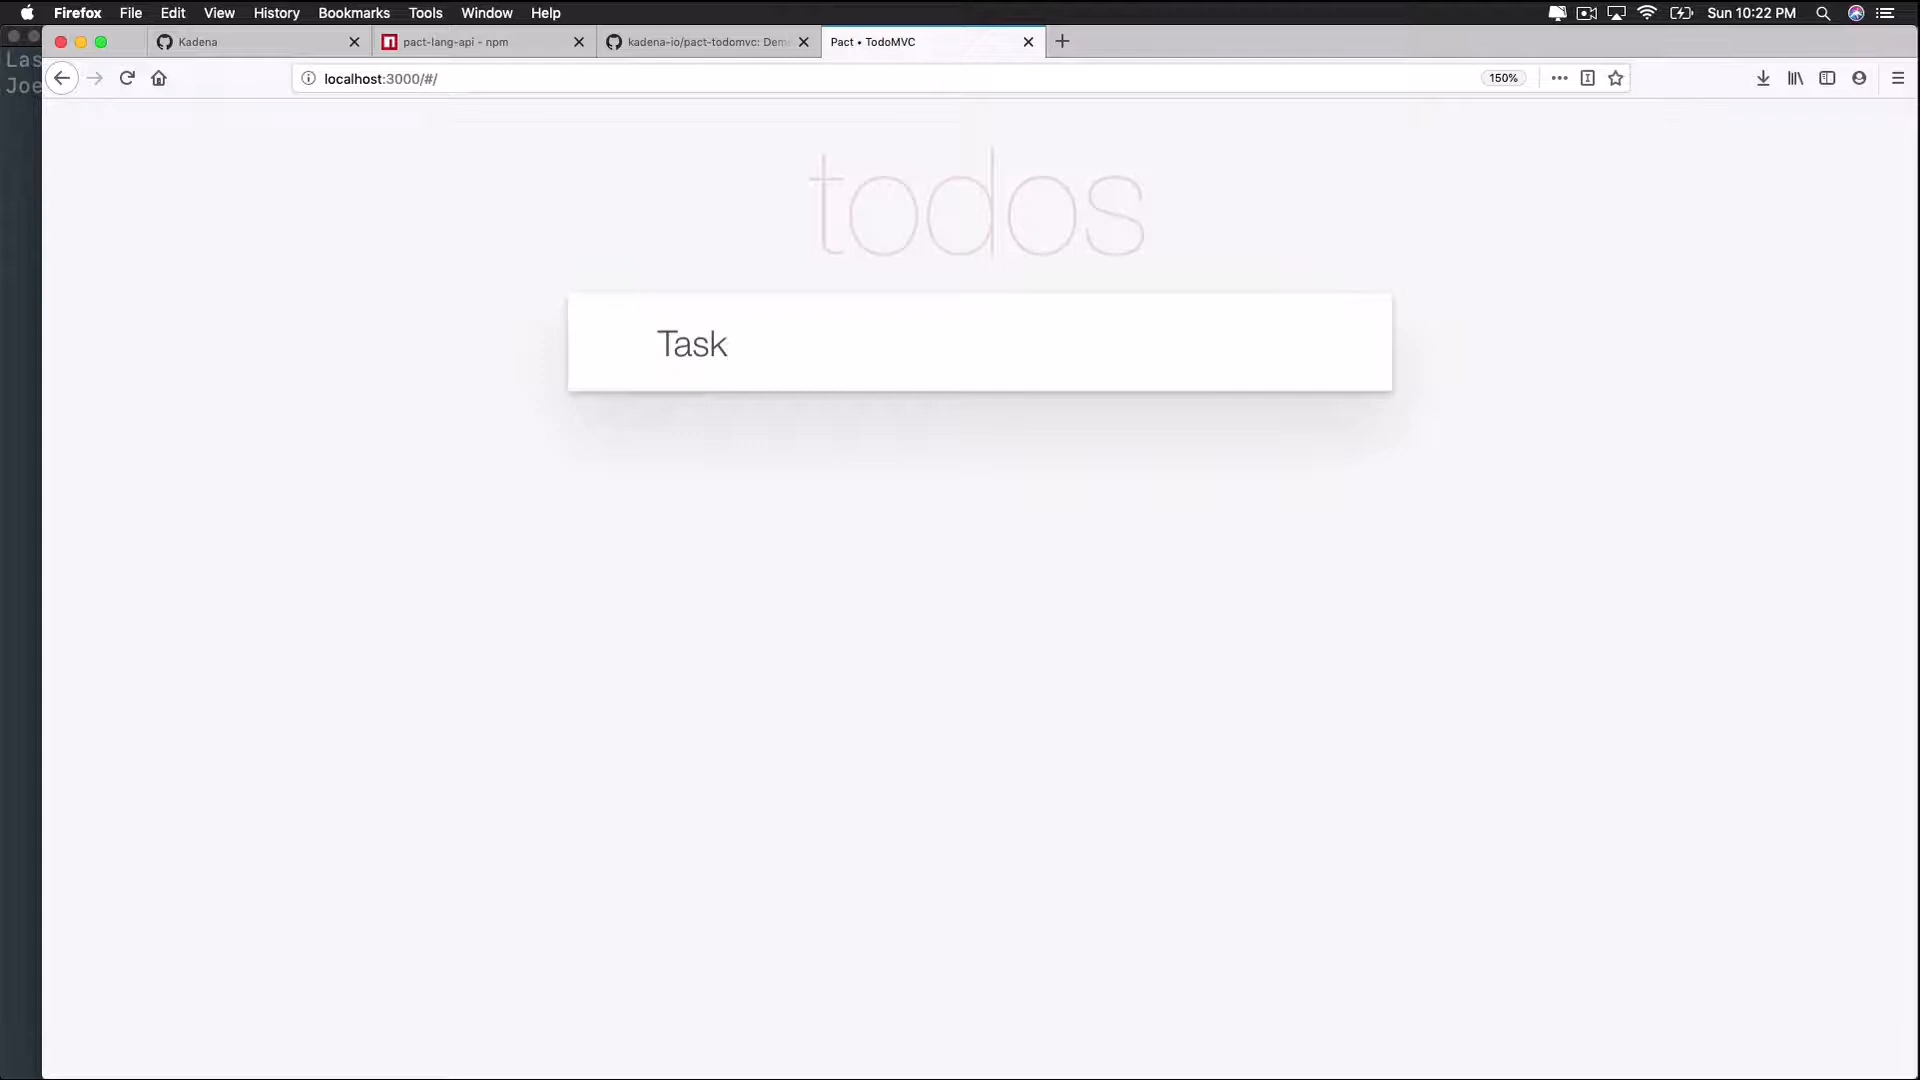 Firefox File Edit View History Bookmarks Tools Window Help Sun 10:22 PM
Kadena pact-lang-api - npm kadena-io/pact-todomvc: Dem Pact • TodoMVC
Las
Joe
localhost:3000/#/ 150%
todos
Task